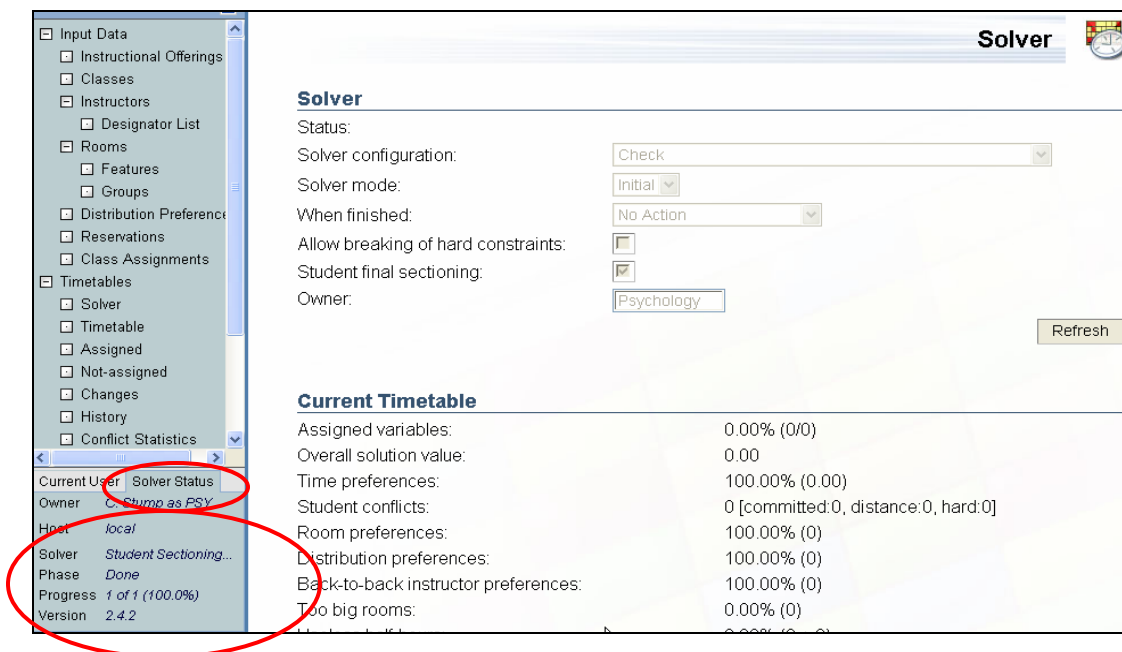 Input Data
Instructional Offerings
Classes
Instructors
Designator List
Rooms
Features
Groups
Distribution Preference
Reservations
Class Assignments
Timetables
Solver
Timetable
Assigned
Not-assigned
Changes
History
Conflict Statistics
Current User Solver Status
Owner C. Stump as PSY
Host local
Solver Student Sectioning...
Phase Done
Progress 1 of 1 (100.0%)
Version 2.4.2
Solver
Solver
Status:
Solver configuration: Check
Solver mode: Initial
When finished: No Action
Allow breaking of hard constraints:
Student final sectioning:
Owner: Psychology
Refresh
Current Timetable
Assigned variables: 0.00% (0/0)
Overall solution value: 0.00
Time preferences: 100.00% (0.00)
Student conflicts: 0 [committed:0, distance:0, hard:0]
Room preferences: 100.00% (0)
Distribution preferences: 100.00% (0)
Back-to-back instructor preferences: 100.00% (0)
Too big rooms: 0.00% (0)